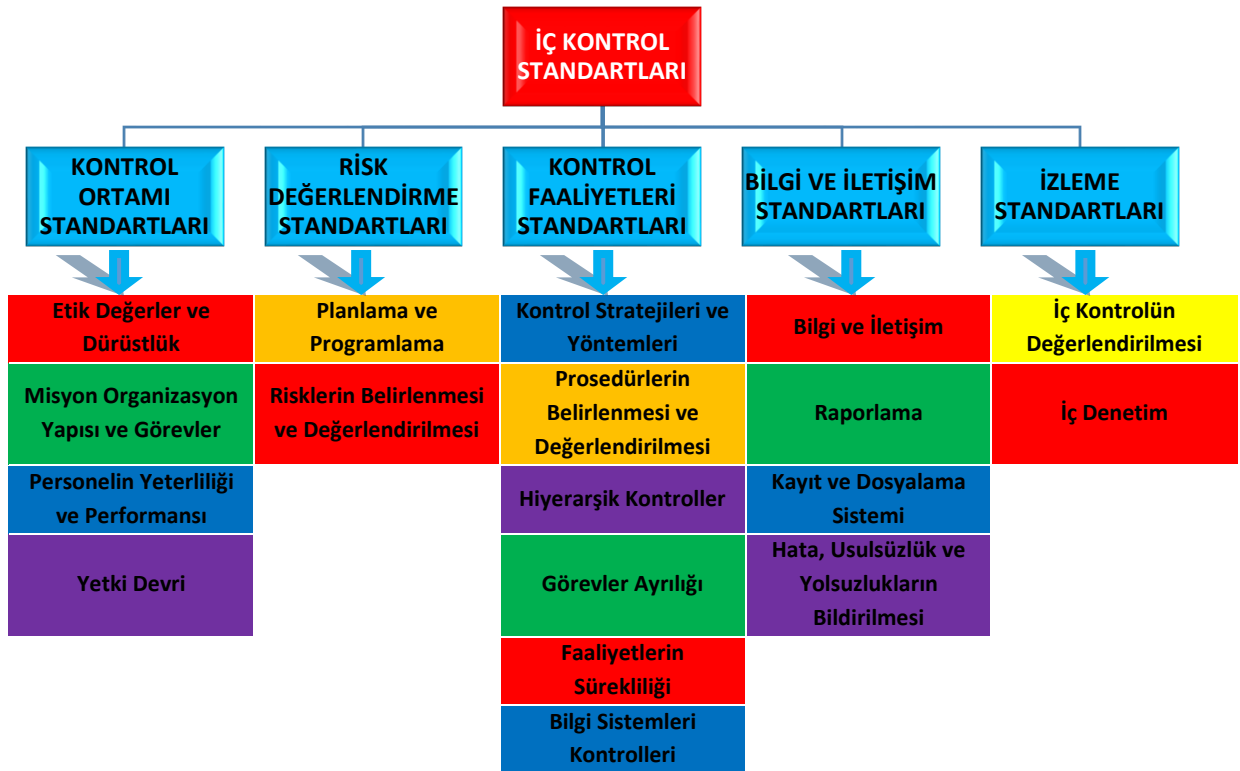 İÇ KONTROL
STANDARTLARI
KONTROL
ORTAMI
STANDARTLARI
RİSK
DEĞERLENDİRME
STANDARTLARI
KONTROL
FAALİYETLERİ
STANDARTLARI
BİLGİ VE İLETİŞİM
STANDARTLARI
İZLEME
STANDARTLARI
Etik Değerler ve
Dürüstlük
Misyon Organizasyon
Yapısı ve Görevler
Personelin Yeterliliği
ve Performansı
Yetki Devri
Planlama ve
Programlama
Risklerin Belirlenmesi
ve Değerlendirilmesi
Kontrol Stratejileri ve
Yöntemleri
Prosedürlerin
Belirlenmesi ve
Değerlendirilmesi
Hiyerarşik Kontroller
Görevler Ayrılığı
Faaliyetlerin
Sürekliliği
Bilgi Sistemleri
Kontrolleri
Bilgi ve İletişim
Raporlama
Kayıt ve Dosyalama
Sistemi
Hata, Usulsüzlük ve
Yolsuzlukların
Bildirilmesi
İç Kontrolün
Değerlendirilmesi
İç Denetim